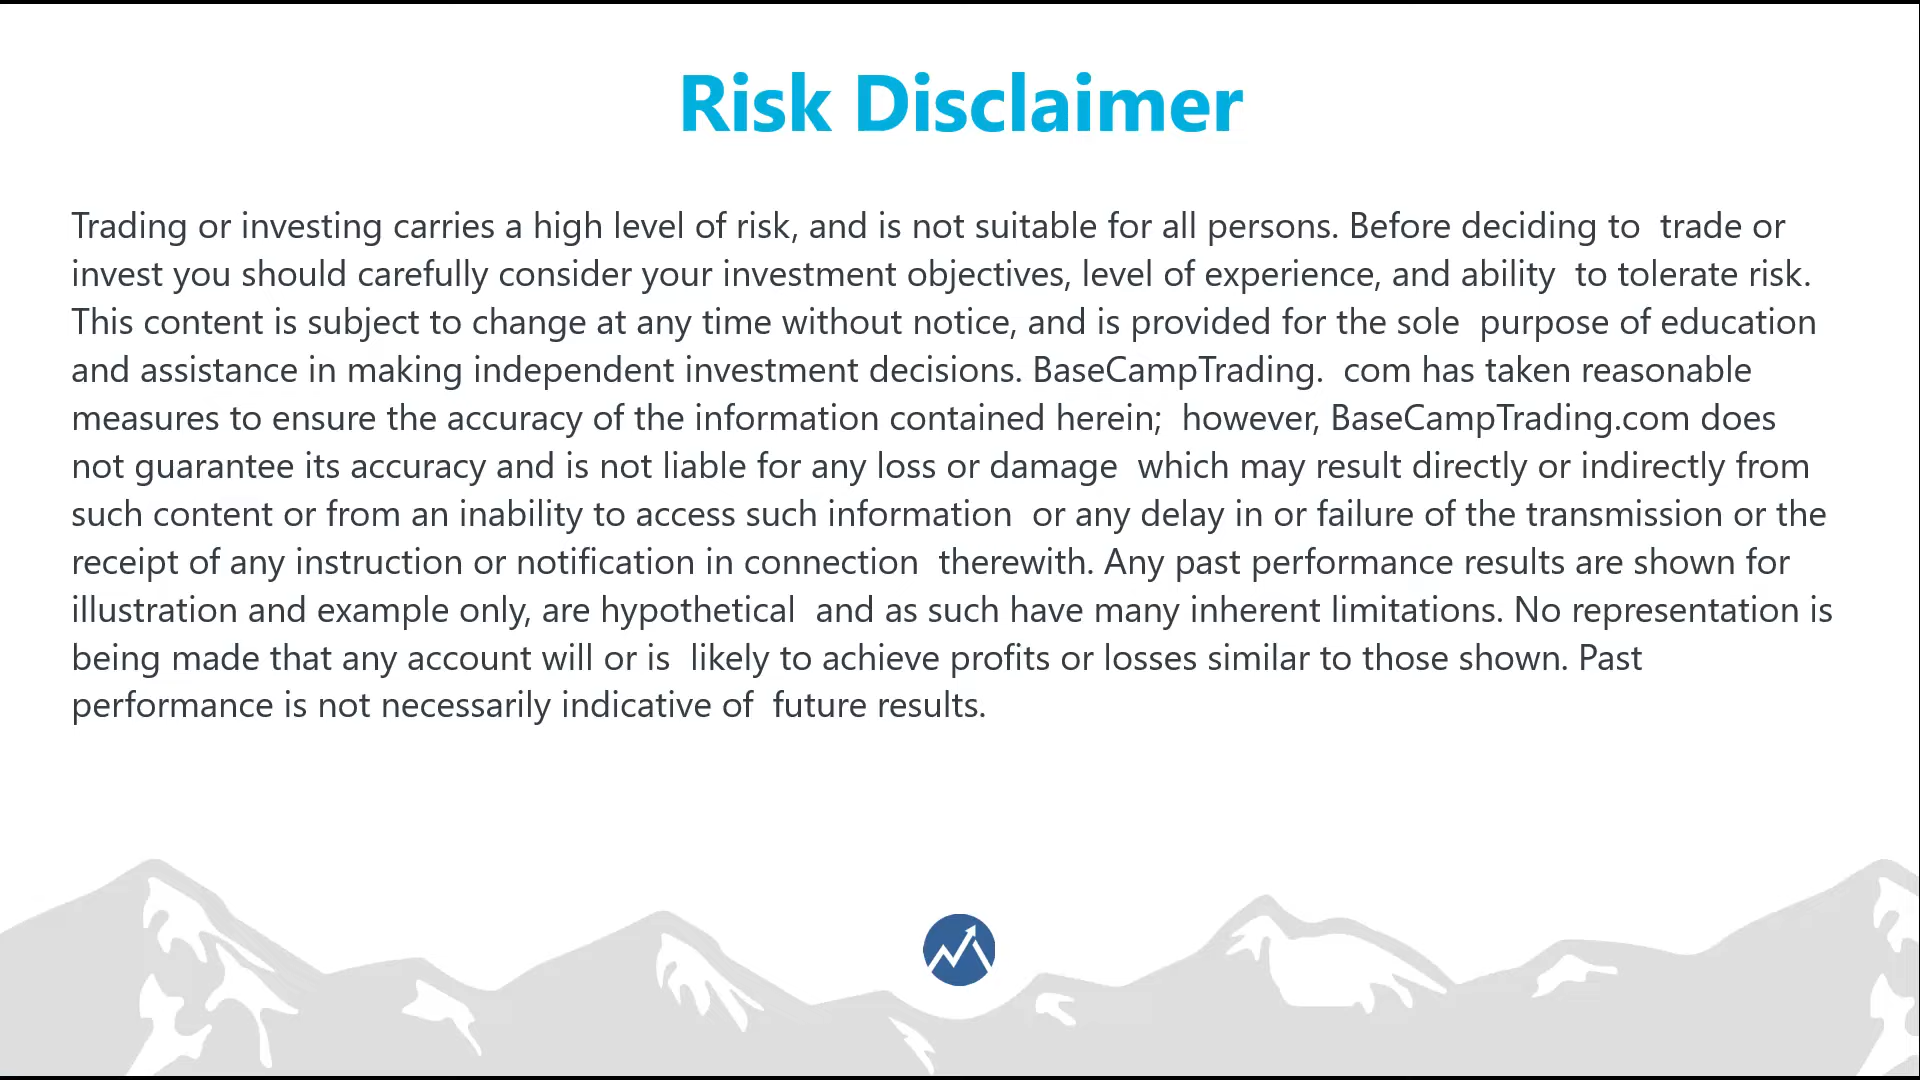 Risk Disclaimer
Trading or investing carries a high level of risk, and is not suitable for all persons. Before deciding to  trade or
invest you should carefully consider your investment objectives, level of experience, and ability  to tolerate risk.
This content is subject to change at any time without notice, and is provided for the sole  purpose of education
and assistance in making independent investment decisions. BaseCampTrading.  com has taken reasonable
measures to ensure the accuracy of the information contained herein;  however, BaseCampTrading.com does
not guarantee its accuracy and is not liable for any loss or damage  which may result directly or indirectly from
such content or from an inability to access such information  or any delay in or failure of the transmission or the
receipt of any instruction or notification in connection  therewith. Any past performance results are shown for
illustration and example only, are hypothetical  and as such have many inherent limitations. No representation is
being made that any account will or is  likely to achieve profits or losses similar to those shown. Past
performance is not necessarily indicative of  future results.